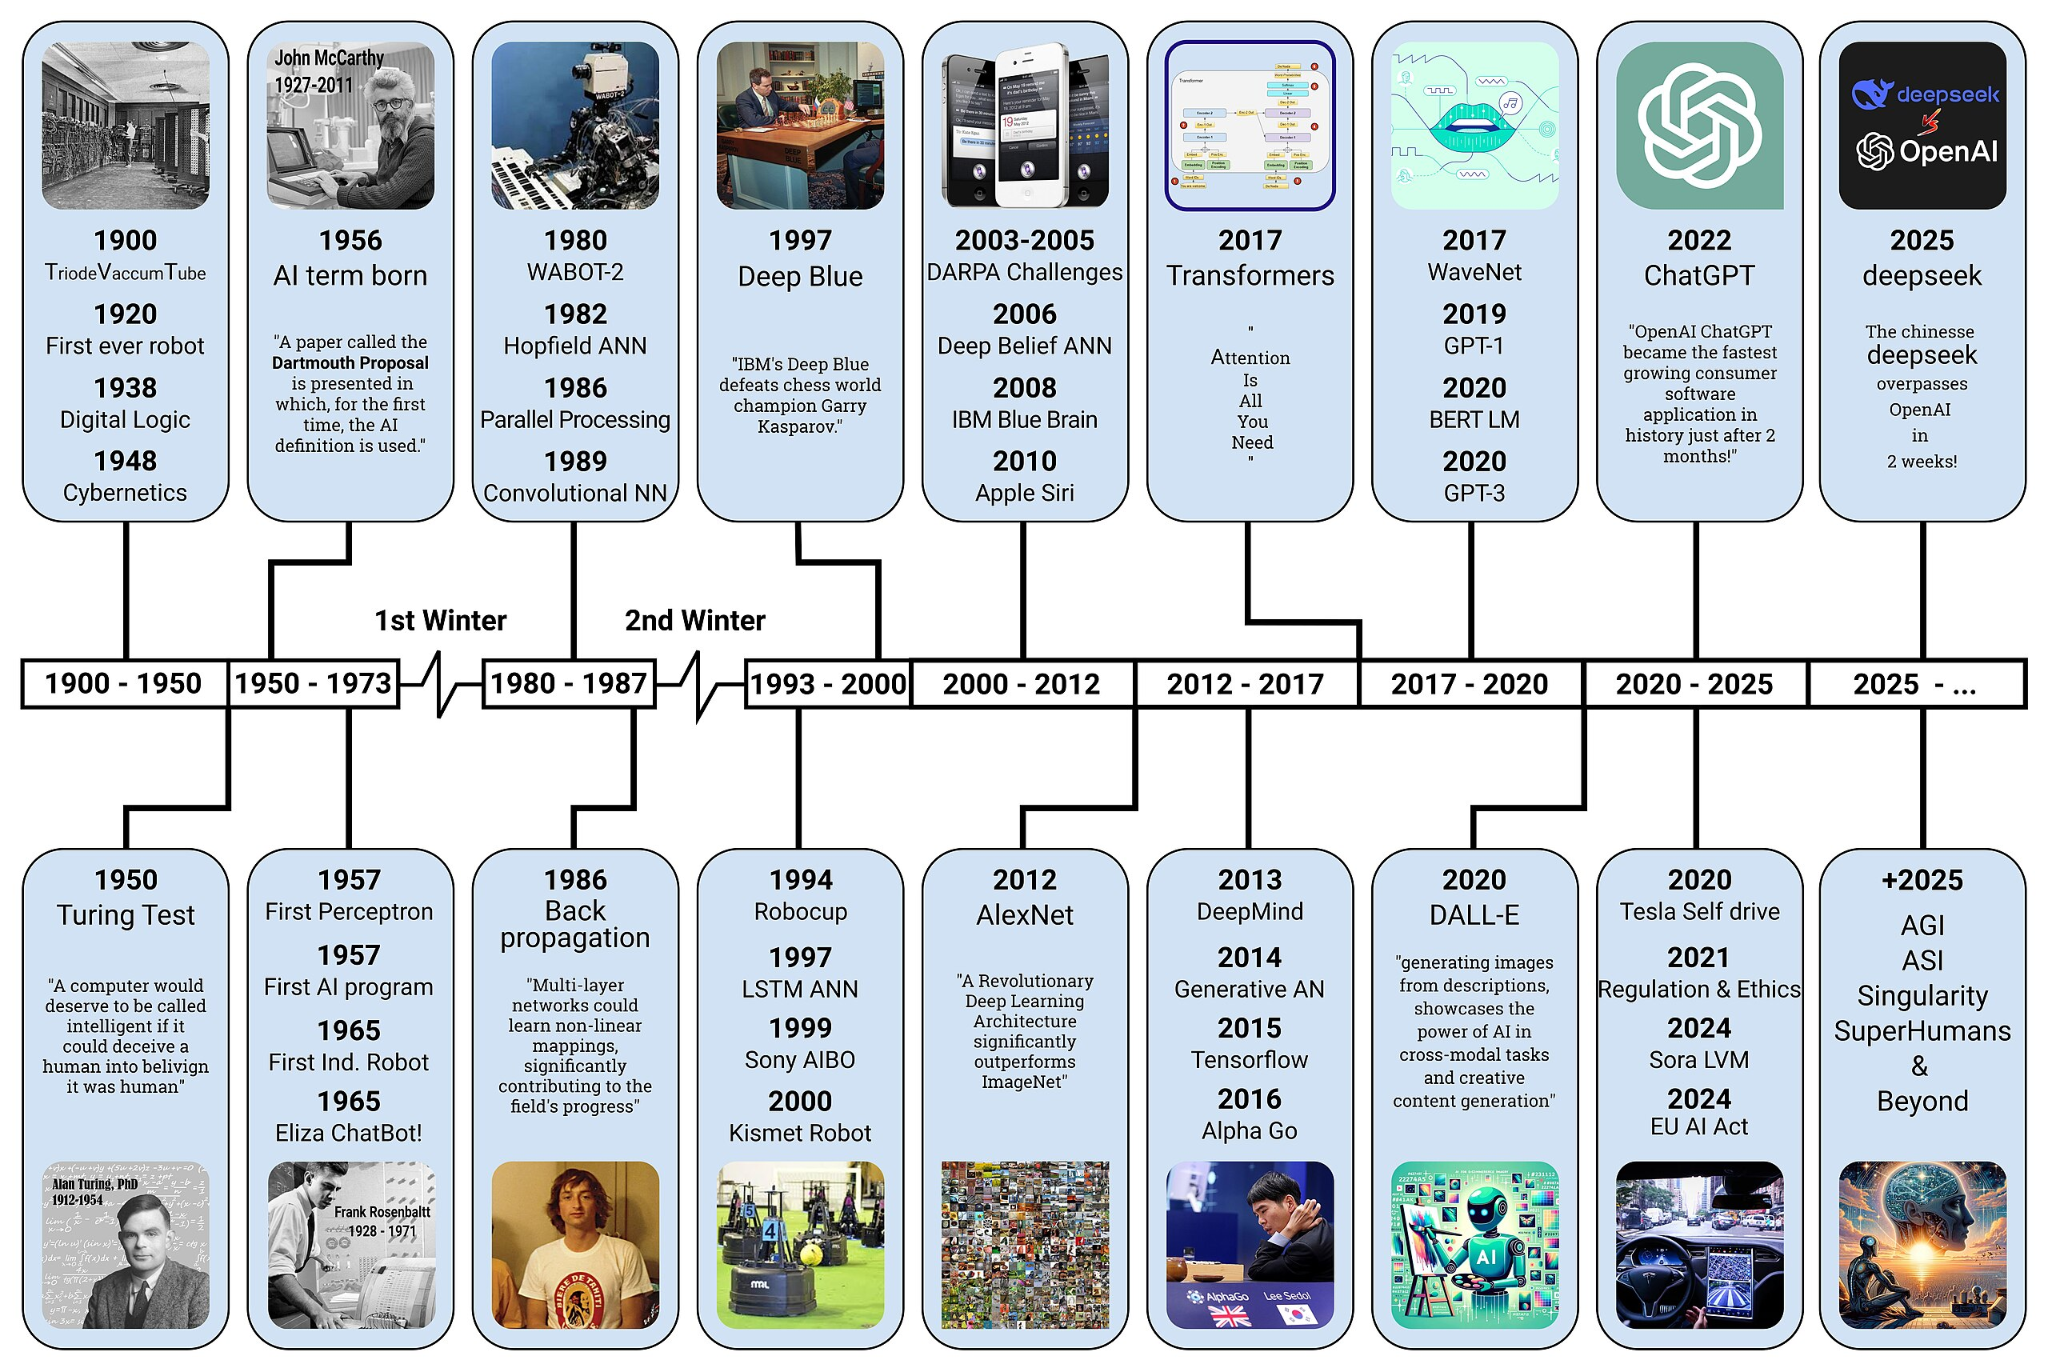 John McCarthy
1927-2011
1900
TriodeVaccumTube
1920
First ever robot
1938
Digital Logic
1948
Cybernetics
1956
AI term born
"A paper called the
Dartmouth Proposal
is presented in
which, for the first
time, the AI
definition is used."
WABOT-2
1980
WABOT-2
1982
Hopfield ANN
1986
Parallel Processing
1989
Convolutional NN
DEEP
BLUE
1997
Deep Blue
"IBM's Deep Blue
defeats chess world
champion Garry
Kasparov."
2003-2005
DARPA Challenges
2006
Deep Belief ANN
2008
IBM Blue Brain
2010
Apple Siri
Transformer
2017
Transformers
"
Attention
Is
All
You
Need
"
2017
WaveNet
2019
GPT-1
2020
BERT LM
2020
GPT-3
2022
ChatGPT
"OpenAI ChatGPT
became the fastest
growing consumer
software
application in
history just after 2
months!"
deepseek
VS
OpenAI
2025
deepseek
The chinesse
deepseek
overpasses
OpenAI
in
2 weeks!
1st Winter
2nd Winter
1900 - 1950
1950 - 1973
1980 - 1987
1993 - 2000
2000 - 2012
2012 - 2017
2017 - 2020
2020 - 2025
2025 - ...
1950
Turing Test
"A computer would
deserve to be called
intelligent if it
could deceive a
human into belivign
it was human"
Alan Turing, PhD
1912-1954
1957
First Perceptron
1957
First AI program
1965
First Ind. Robot
1965
Eliza ChatBot!
Frank Rosenbaltt
1928 - 1971
1986
Back
propagation
"Multi-layer
networks could
learn non-linear
mappings,
significantly
contributing to the
field's progress"
BIERE DE TAHITI
1994
Robocup
1997
LSTM ANN
1999
Sony AIBO
2000
Kismet Robot
5
4
2012
AlexNet
"A Revolutionary
Deep Learning
Architecture
significantly
outperforms
ImageNet"
2013
DeepMind
2014
Generative AN
2015
Tensorflow
2016
Alpha Go
AlphaGo
Lee Sedol
2020
DALL-E
"generating images
from descriptions,
showcases the
power of AI in
cross-modal tasks
and creative
content generation"
AI
2020
Tesla Self drive
2021
Regulation & Ethics
2024
Sora LVM
2024
EU AI Act
+2025
AGI
ASI
Singularity
SuperHumans
&
Beyond